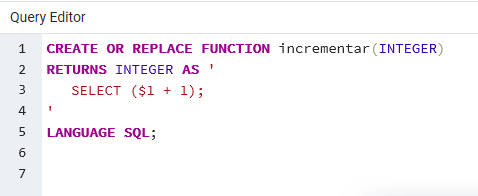 Query Editor
1 CREATE OR REPLACE FUNCTION incrementar(INTEGER)
2 RETURNS INTEGER AS '
3 SELECT ($1 + 1);
4 '
5 LANGUAGE SQL;
6
7